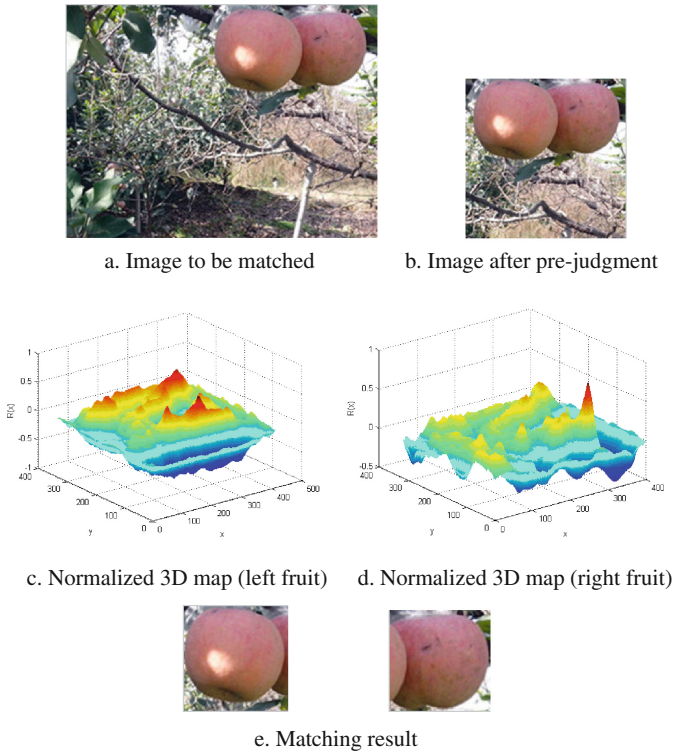 a. Image to be matched
b. Image after pre-judgment
1
0.5
0
-0.5
-1
R(x)
400
300
200
100
0
y
0
100
200
300
400
500
x
1
0.5
0
-0.5
R(x)
400
300
200
100
0
y
0
100
200
300
400
x
c. Normalized 3D map (left fruit)
d. Normalized 3D map (right fruit)
e. Matching result